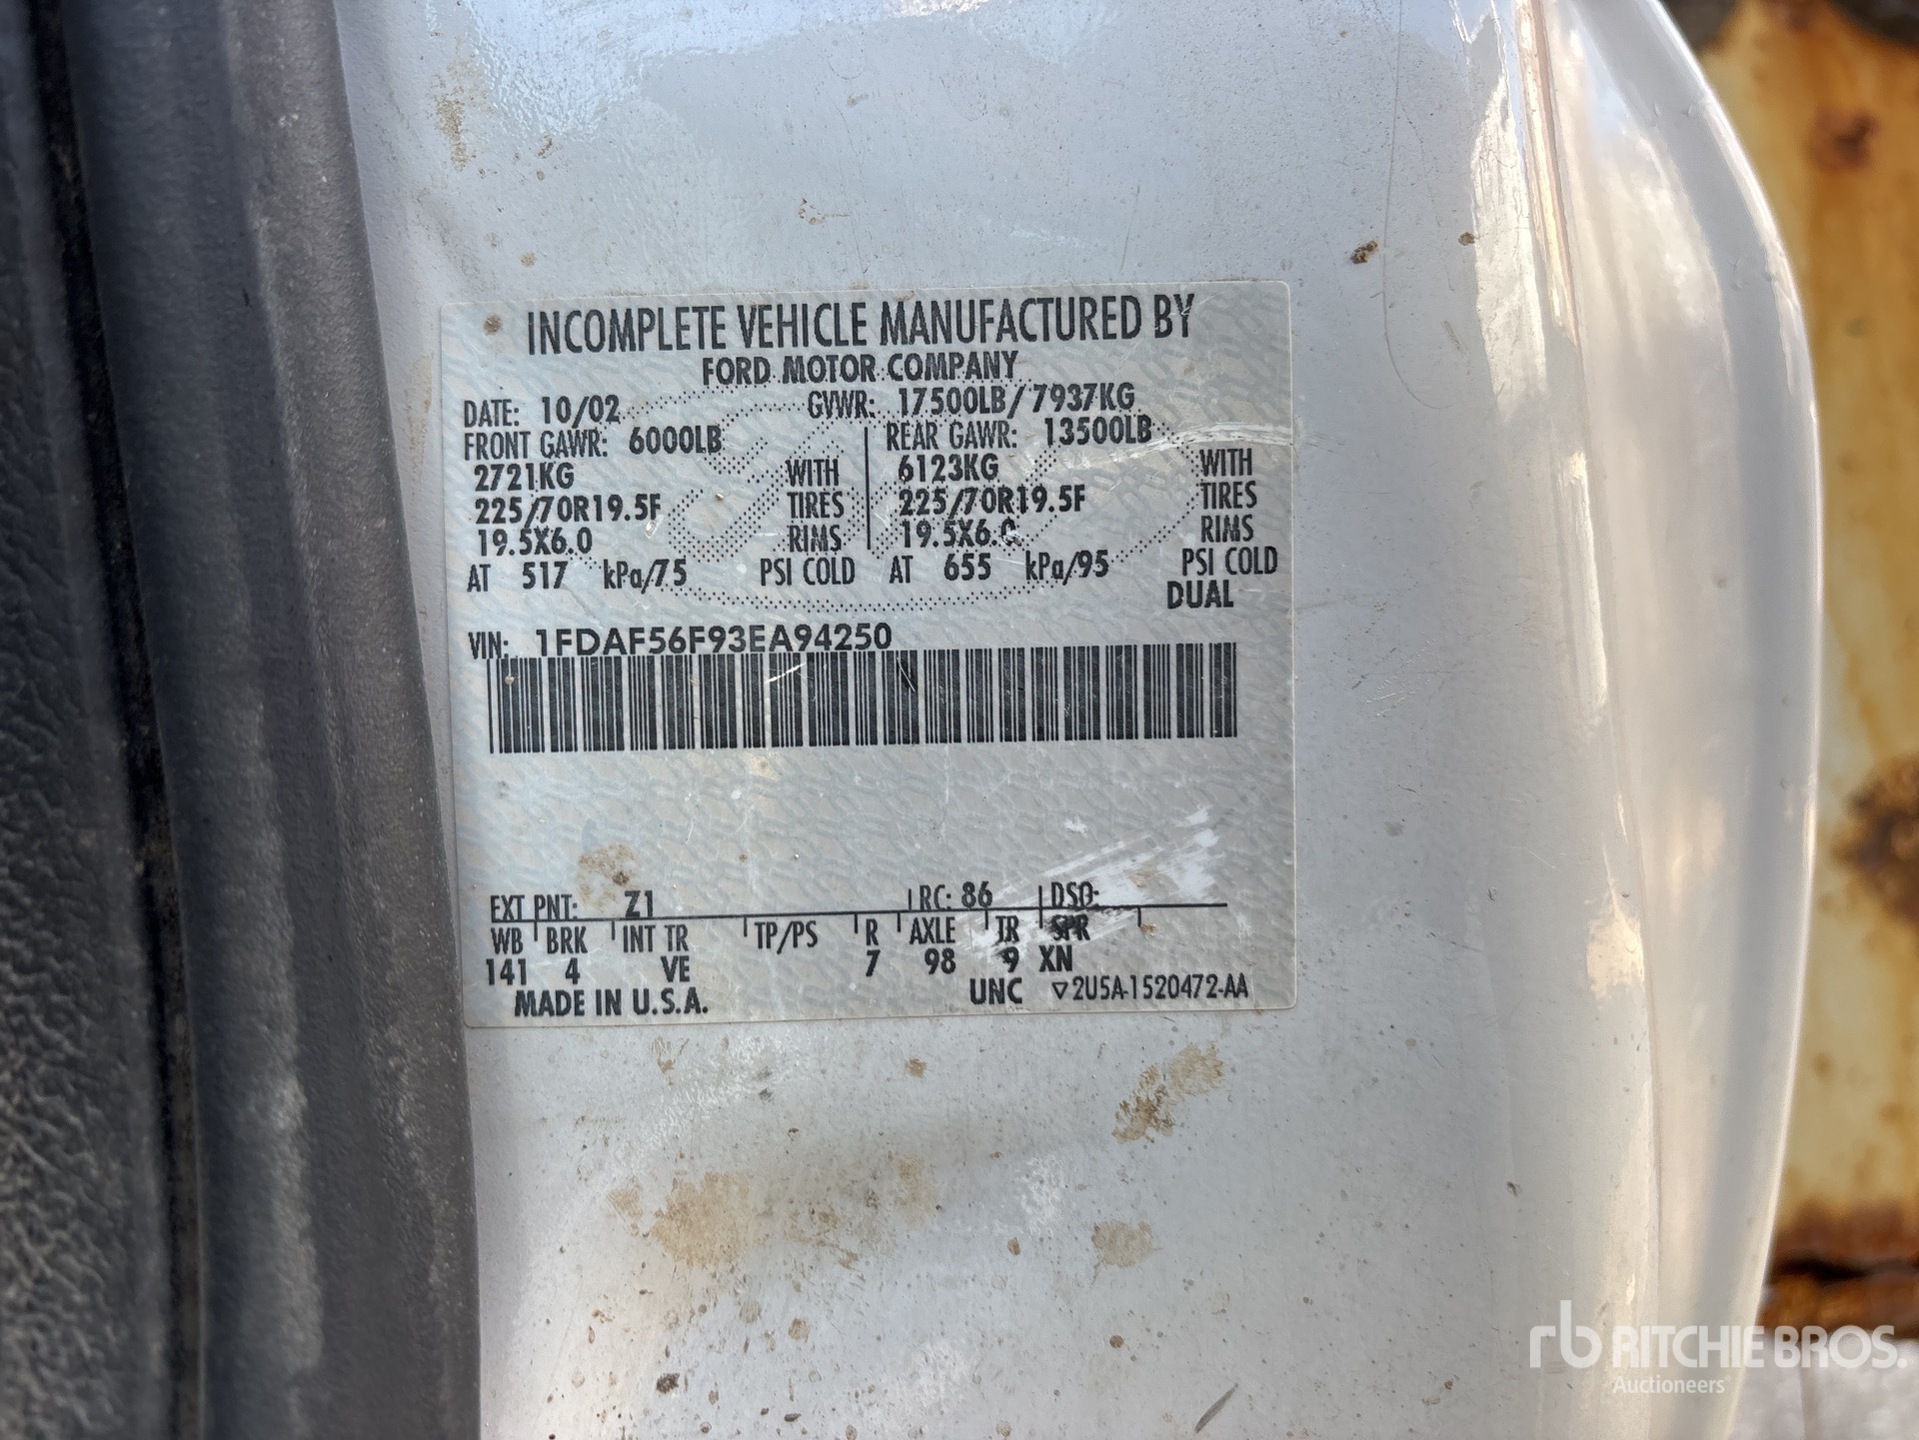 INCOMPLETE VEHICLE MANUFACTURED BY
FORD MOTOR COMPANY
DATE: 10/02 GVWR: 17500LB/7937KG
FRONT GAWR: 6000LB REAR GAWR: 13500LB
2721KG WITH 6123KG WITH
225/70R19.5F TIRES 225/70R19.5F TIRES
19.5X6.0 RIMS 19.5X6.0 RIMS
AT 517 kPa/75 PSI COLD AT 655 kPa/95 PSI COLD
DUAL
VIN: 1FDAF56F93EA94250
EXT PNT: Z1 RC: 86 DSO:
WB BRK INT TR TP/PS R AXLE TR SPR
141 4 VE 7 98 9 XN
MADE IN U.S.A. UNC ▽2U5A-1520472-AA
rb RITCHIE BROS.
Auctioneers